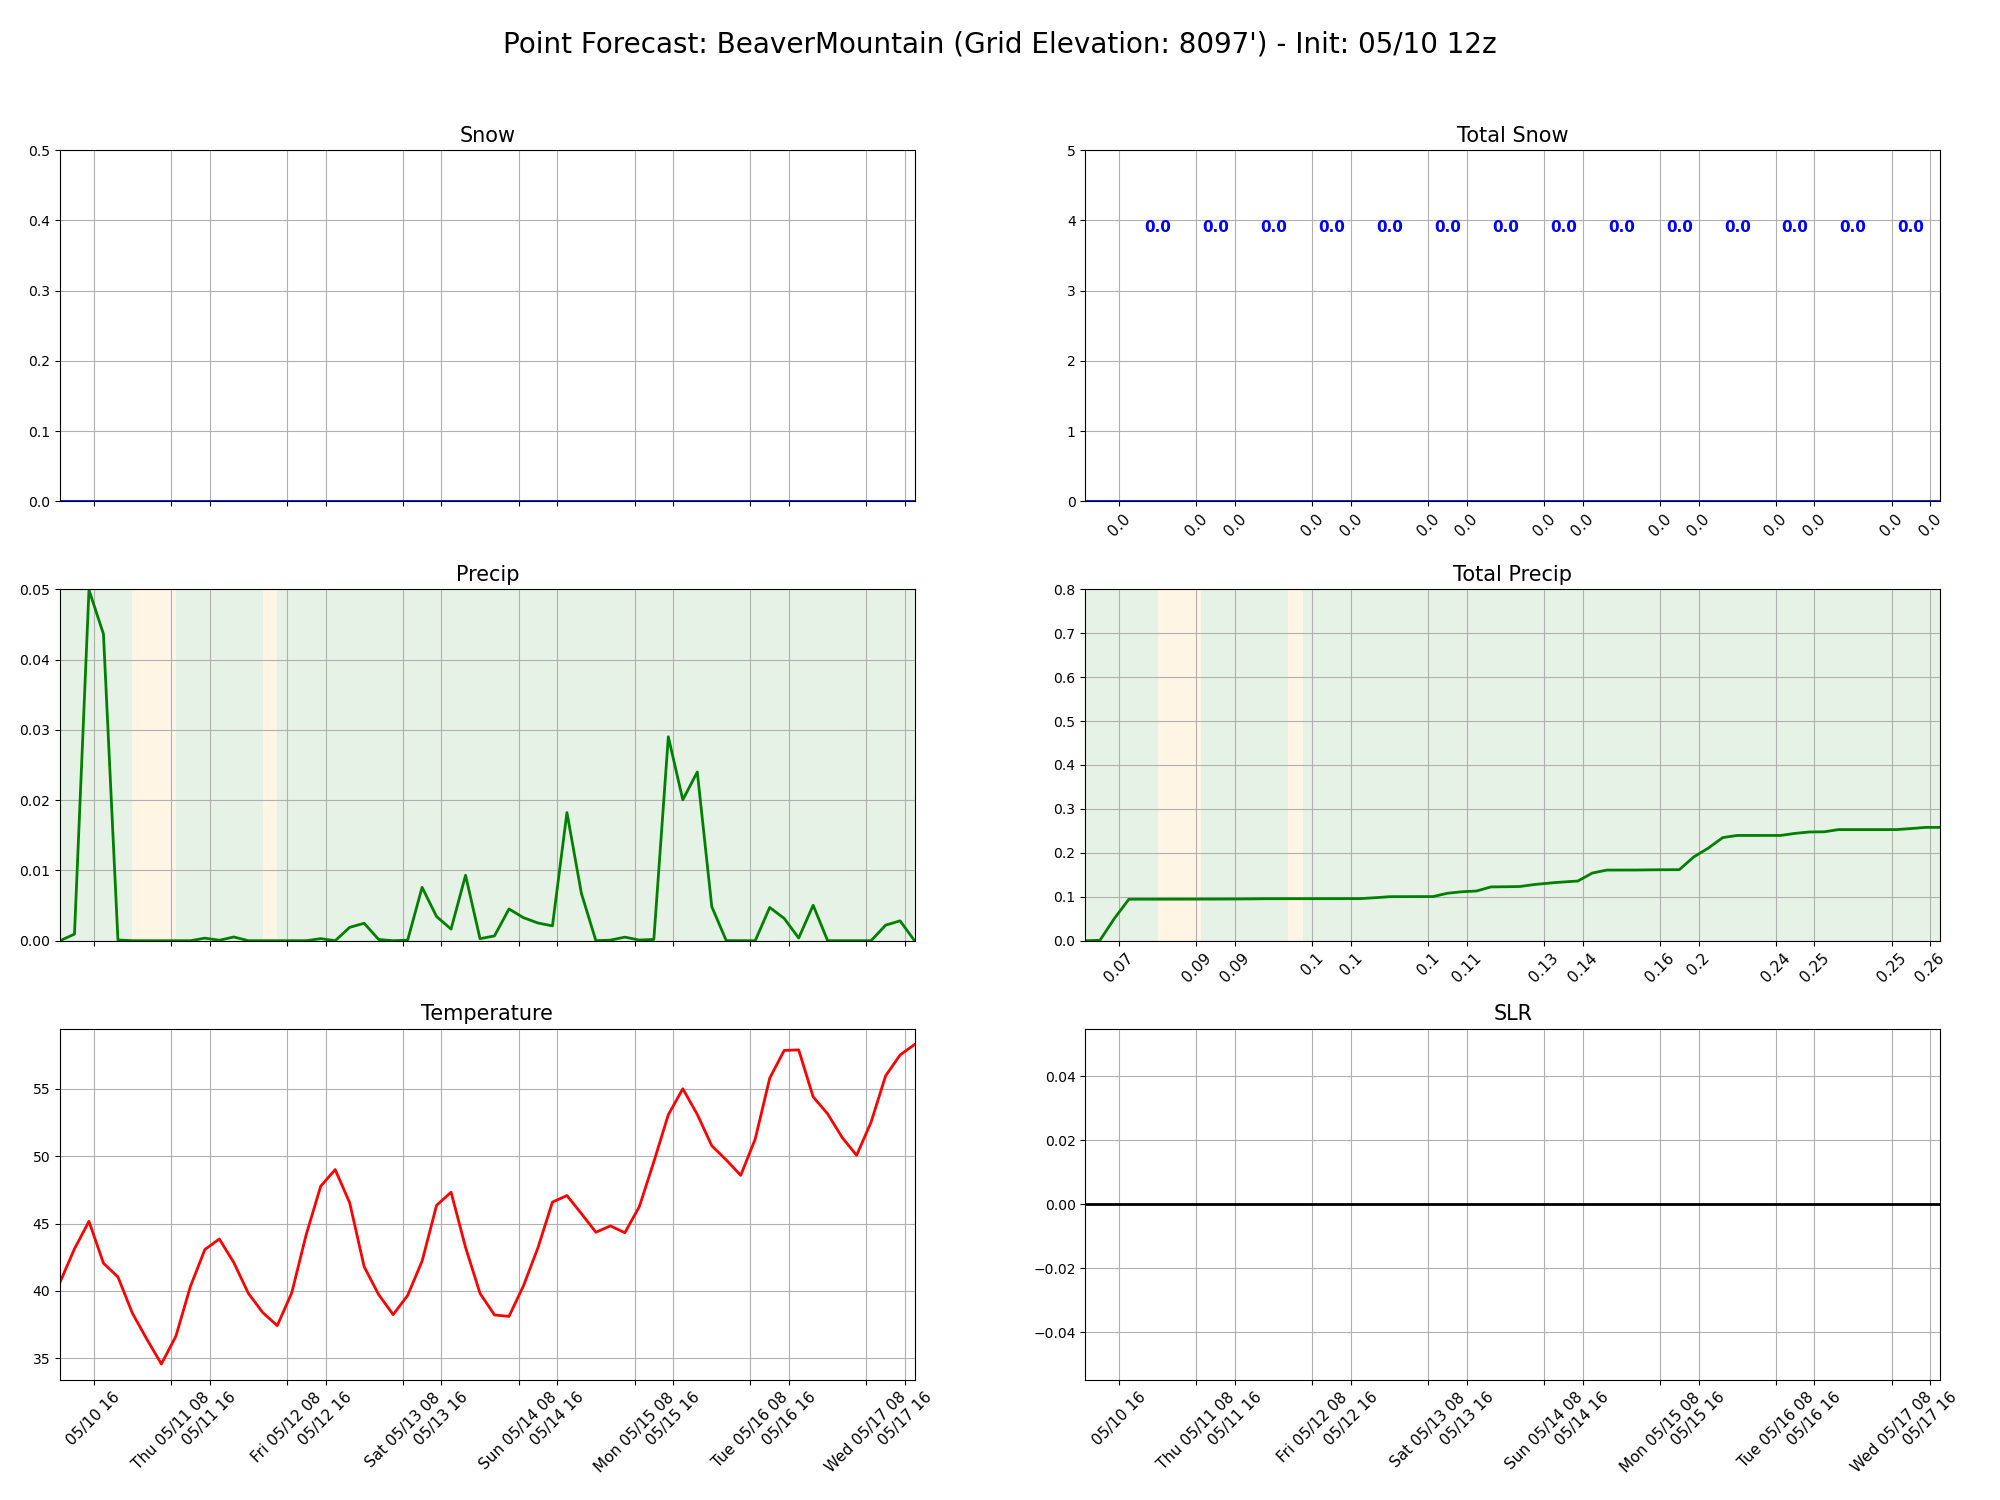 Point Forecast: BeaverMountain (Grid Elevation: 8097') - Init: 05/10 12z
Snow
0.5
0.4
0.3
0.2
0.1
0.0
Total Snow
5
4
3
2
1
0
0.0 0.0 0.0 0.0 0.0 0.0 0.0 0.0 0.0 0.0 0.0 0.0 0.0 0.0
0.0 0.0 0.0 0.0 0.0 0.0 0.0 0.0 0.0 0.0 0.0 0.0 0.0 0.0 0.0
Precip
0.05
0.04
0.03
0.02
0.01
0.00
Total Precip
0.8
0.7
0.6
0.5
0.4
0.3
0.2
0.1
0.0
0.07 0.09 0.09 0.1 0.1 0.1 0.11 0.13 0.14 0.16 0.2 0.24 0.25 0.25 0.26
Temperature
55
50
45
40
35
05/10 16
Thu 05/11 08
05/11 16
Fri 05/12 08
05/12 16
Sat 05/13 08
05/13 16
Sun 05/14 08
05/14 16
Mon 05/15 08
05/15 16
Tue 05/16 08
05/16 16
Wed 05/17 08
05/17 16
SLR
0.04
0.02
0.00
−0.02
−0.04
05/10 16
Thu 05/11 08
05/11 16
Fri 05/12 08
05/12 16
Sat 05/13 08
05/13 16
Sun 05/14 08
05/14 16
Mon 05/15 08
05/15 16
Tue 05/16 08
05/16 16
Wed 05/17 08
05/17 16